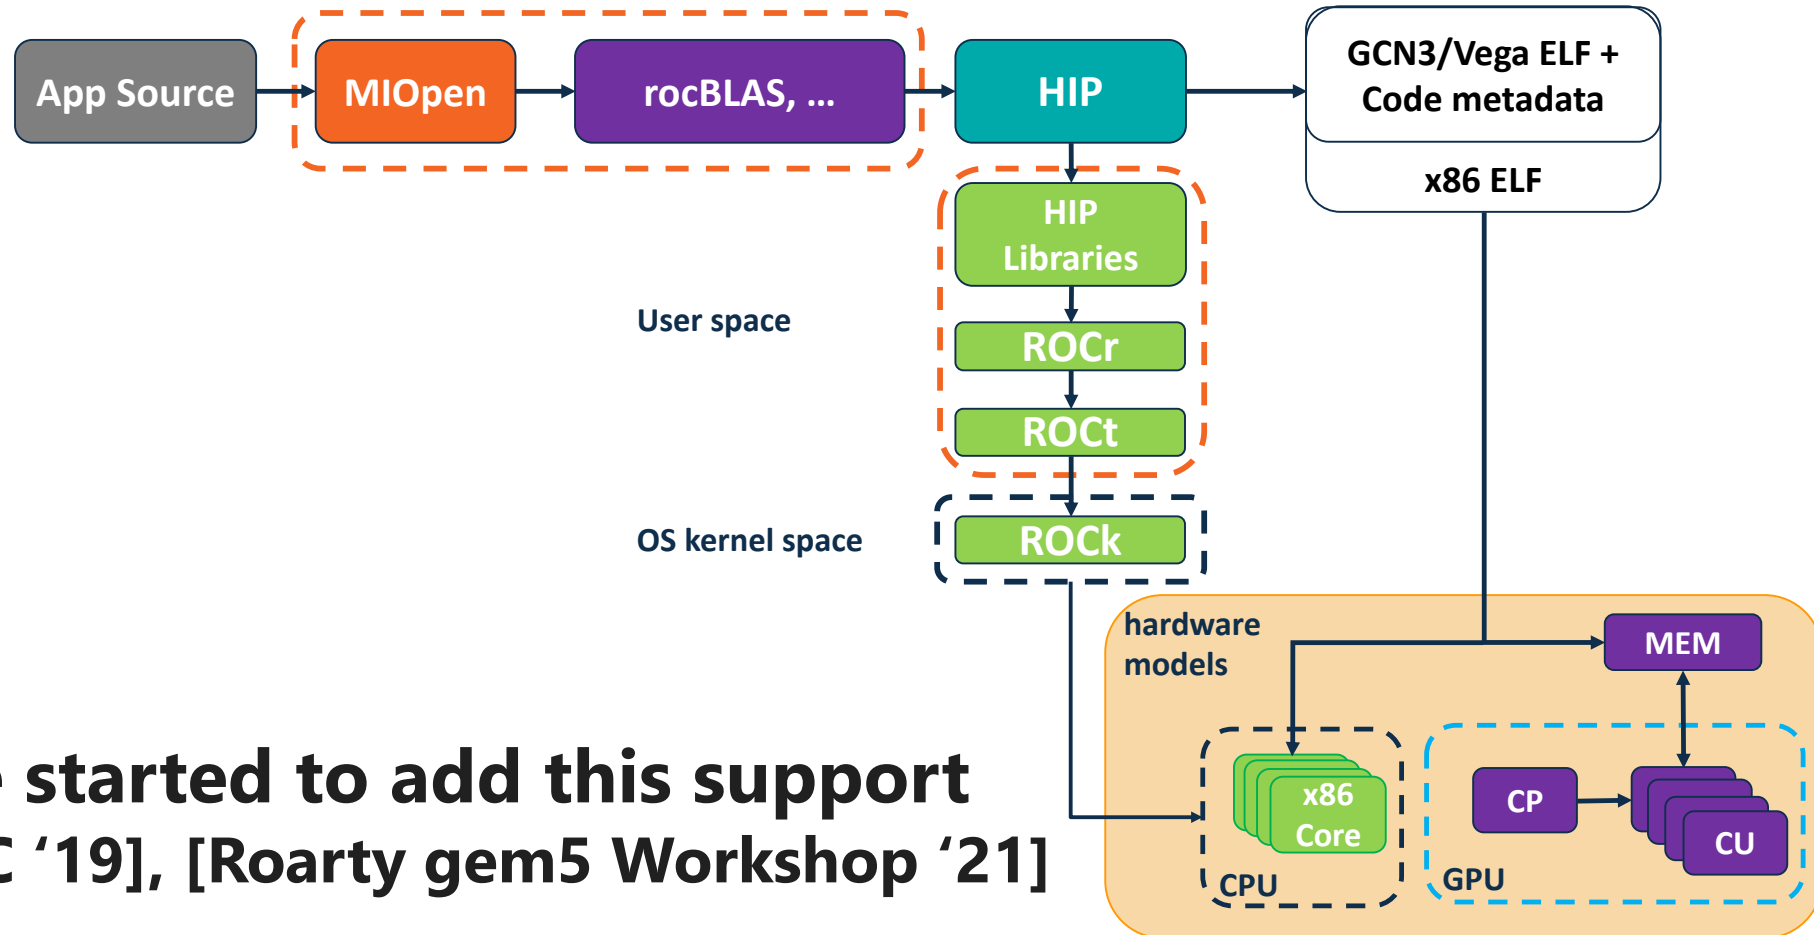 App Source
MIOpen
rocBLAS, ...
HIP
GCN3/Vega ELF +
Code metadata
x86 ELF
HIP
Libraries
User space
ROCr
ROCt
OS kernel space
ROCk
hardware
models
MEM
x86
Core
CPU
CP
CU
GPU
started to add this support
‘19], [Roarty gem5 Workshop ‘21]